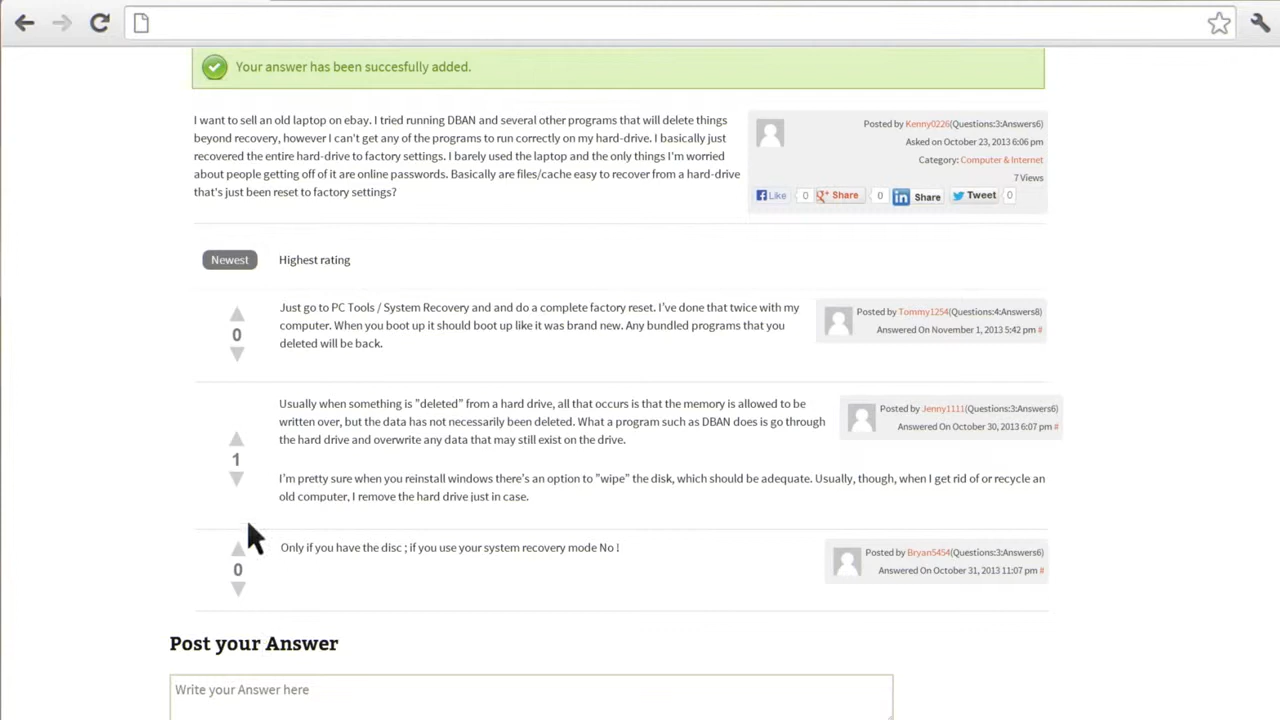 Your answer has been succesfully added.
I want to sell an old laptop on ebay. I tried running DBAN and several other programs that will delete things
beyond recovery, however I can't get any of the programs to run correctly on my hard-drive. I basically just
recovered the entire hard-drive to factory settings. I barely used the laptop and the only things I'm worried
about people getting off of it are online passwords. Basically are files/cache easy to recover from a hard-drive
that's just been reset to factory settings?
Posted by Kenny0226(Questions:3:Answers6)
Asked on October 23, 2013 6:06 pm
Category: Computer & Internet
7 Views
Like 0 Share 0 Share Tweet 0
Newest Highest rating
Just go to PC Tools / System Recovery and and do a complete factory reset. I've done that twice with my
computer. When you boot up it should boot up like it was brand new. Any bundled programs that you
deleted will be back.
0
Posted by Tommy1254(Questions:4:Answers8)
Answered On November 1, 2013 5:42 pm #
Usually when something is "deleted" from a hard drive, all that occurs is that the memory is allowed to be
written over, but the data has not necessarily been deleted. What a program such as DBAN does is go through
the hard drive and overwrite any data that may still exist on the drive.
1
I'm pretty sure when you reinstall windows there's an option to "wipe" the disk, which should be adequate. Usually, though, when I get rid of or recycle an
old computer, I remove the hard drive just in case.
Posted by Jenny1111(Questions:3:Answers6)
Answered On October 30, 2013 6:07 pm #
Only if you have the disc ; if you use your system recovery mode No !
0
Posted by Bryan5454(Questions:3:Answers6)
Answered On October 31, 2013 11:07 pm #
Post your Answer
Write your Answer here